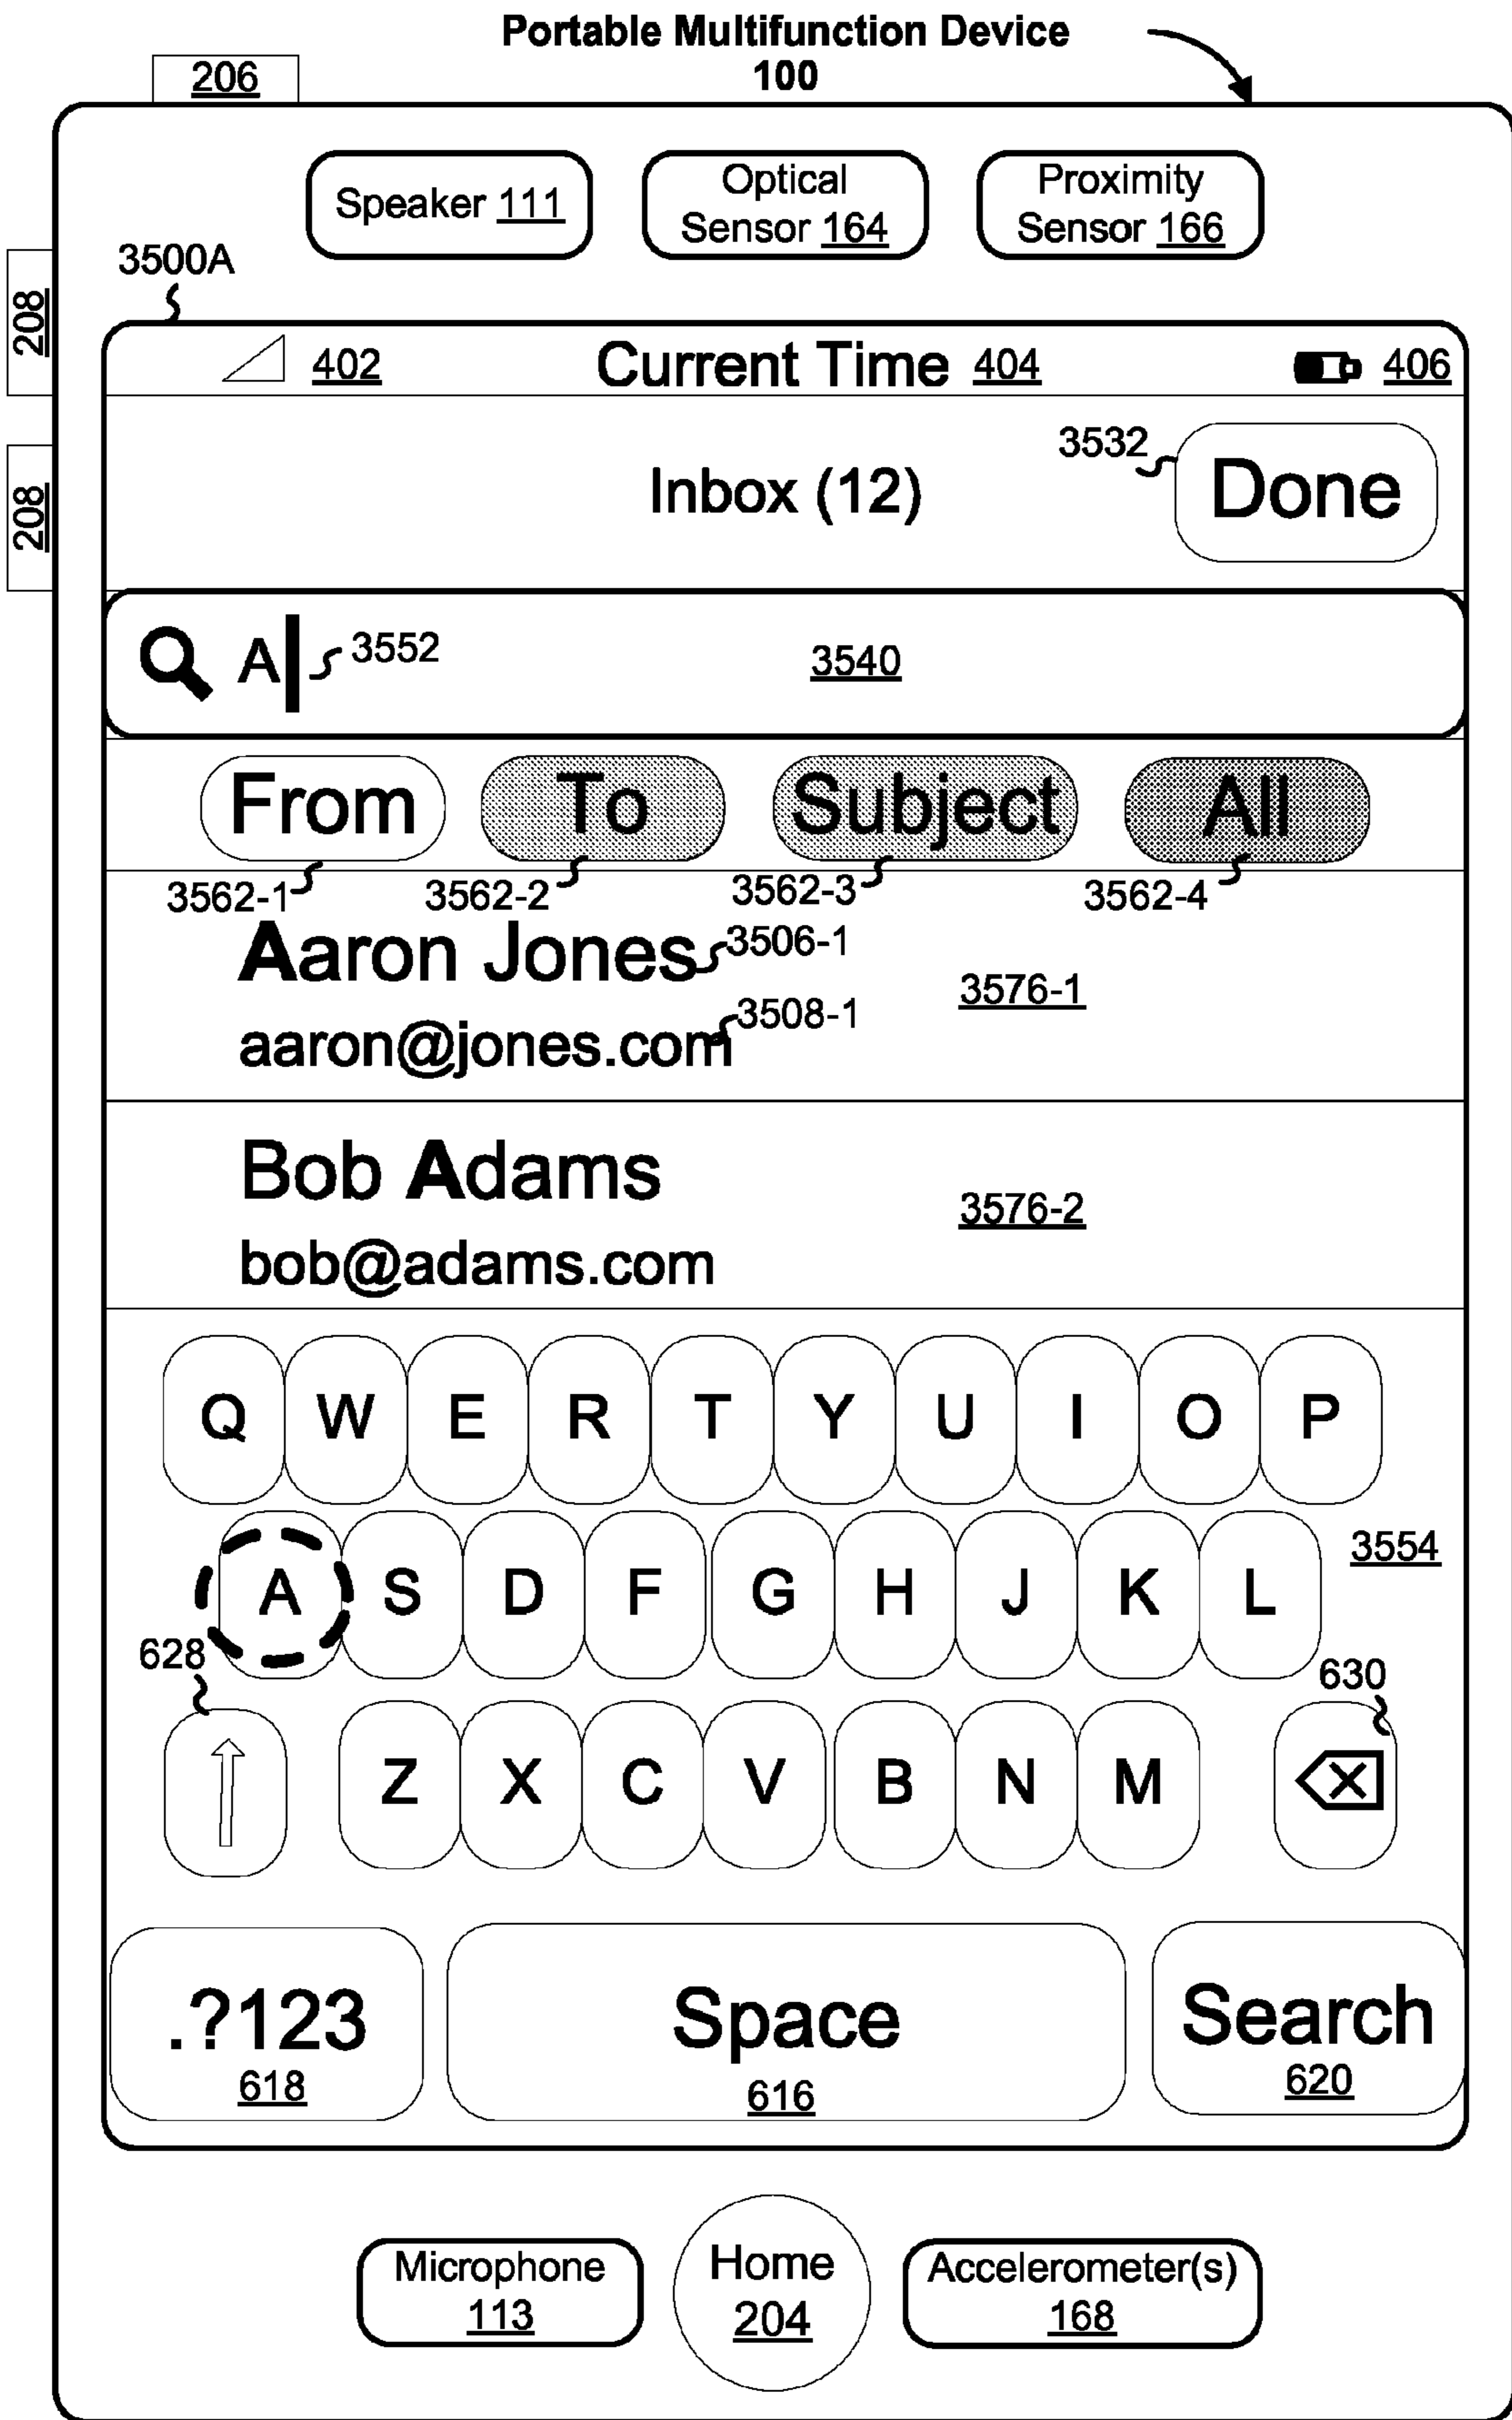 Portable Multifunction Device
100
206
Speaker 111
Optical
Sensor 164
Proximity
Sensor 166
3500A
208
208
402
Current Time 404
406
Inbox (12)
3532
Done
A
3552
3540
From
To
Subject
All
3562-1
3562-2
3562-3
3562-4
Aaron Jones
3506-1
3576-1
aaron@jones.com
3508-1
Bob Adams
3576-2
bob@adams.com
Q W E R T Y U I O P
A S D F G H J K L
3554
628
630
Z X C V B N M
.?123
618
Space
616
Search
620
Microphone
113
Home
204
Accelerometer(s)
168